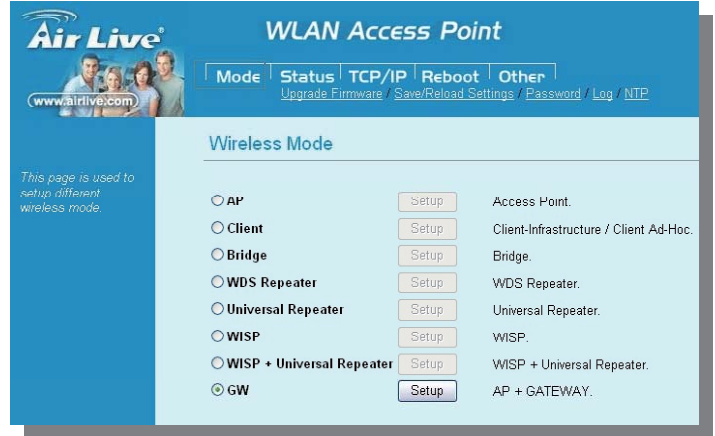 Air Live®
www.airlive.com
WLAN Access Point
Mode Status TCP/IP Reboot Other
Upgrade Firmware / Save/Reload Settings / Password / Log / NTP
This page is used to
setup different
wireless mode.
Wireless Mode
AP Setup Access Point.
Client Setup Client-Infrastructure / Client Ad-Hoc.
Bridge Setup Bridge.
WDS Repeater Setup WDS Repeater.
Universal Repeater Setup Universal Repeater.
WISP Setup WISP.
WISP + Universal Repeater Setup WISP + Universal Repeater.
GW Setup AP + GATEWAY.